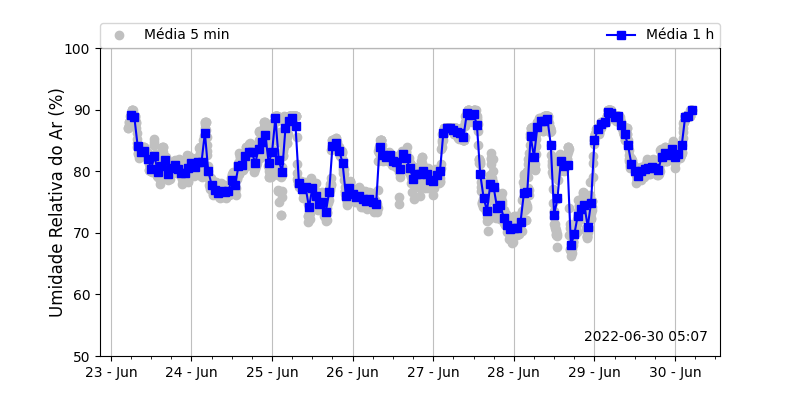 Média 5 min
Média 1 h
Umidade Relativa do Ar (%)
100
90
80
70
60
50
2022-06-30 05:07
23 - Jun
24 - Jun
25 - Jun
26 - Jun
27 - Jun
28 - Jun
29 - Jun
30 - Jun